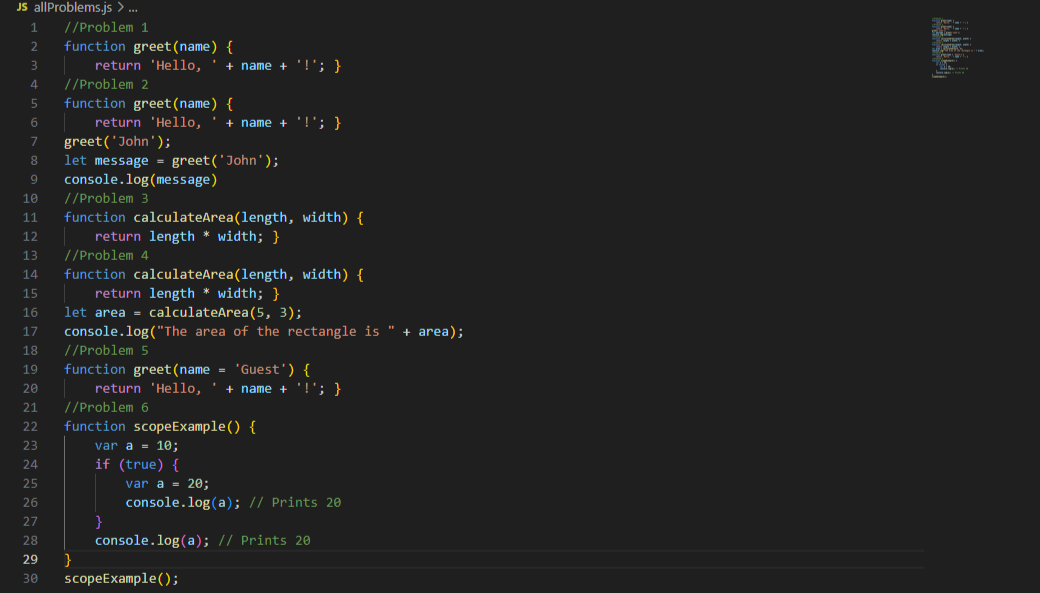 JS allProblems.js > ...
1 //Problem 1
2 function greet(name) {
3 return 'Hello, ' + name + '!'; }
4 //Problem 2
5 function greet(name) {
6 return 'Hello, ' + name + '!'; }
7 greet('John');
8 let message = greet('John');
9 console.log(message)
10 //Problem 3
11 function calculateArea(length, width) {
12 return length * width; }
13 //Problem 4
14 function calculateArea(length, width) {
15 return length * width; }
16 let area = calculateArea(5, 3);
17 console.log("The area of the rectangle is " + area);
18 //Problem 5
19 function greet(name = 'Guest') {
20 return 'Hello, ' + name + '!'; }
21 //Problem 6
22 function scopeExample() {
23 var a = 10;
24 if (true) {
25 var a = 20;
26 console.log(a); // Prints 20
27 }
28 console.log(a); // Prints 20
29 }
30 scopeExample();